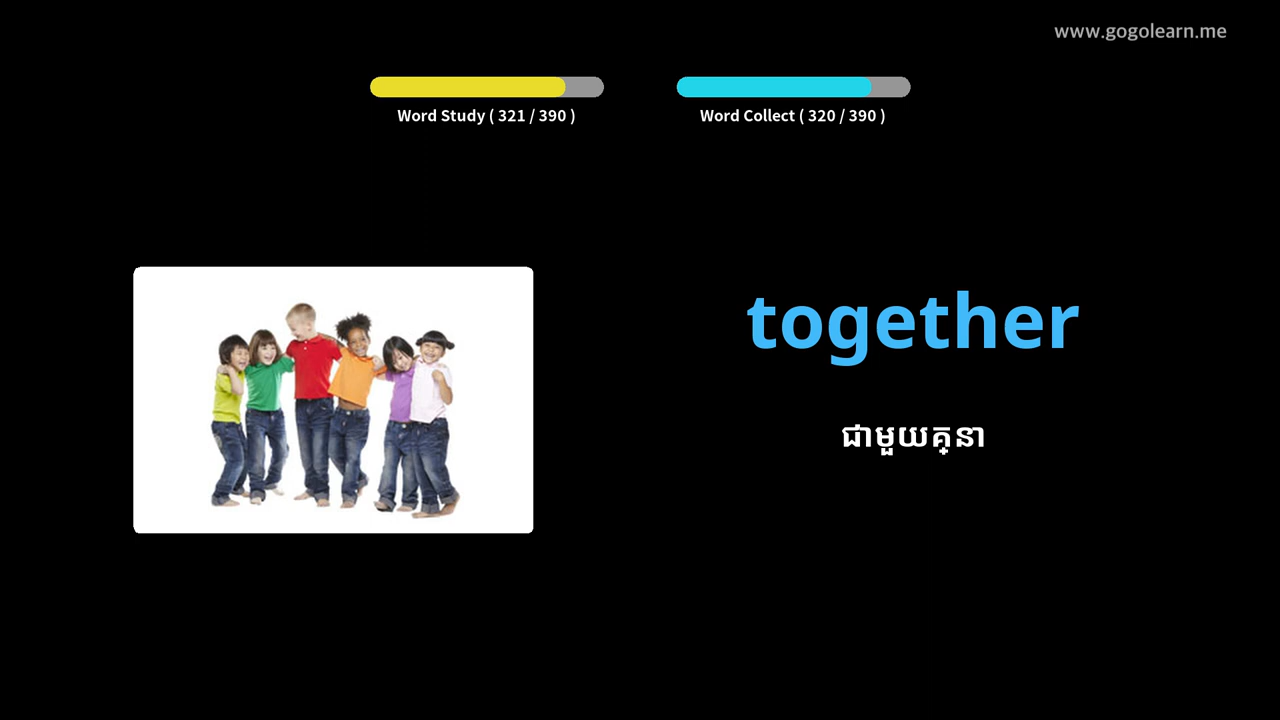 www.gogolearn.me
Word Study ( 321 / 390 )
Word Collect ( 320 / 390 )
together
ជាមួយគ្នា